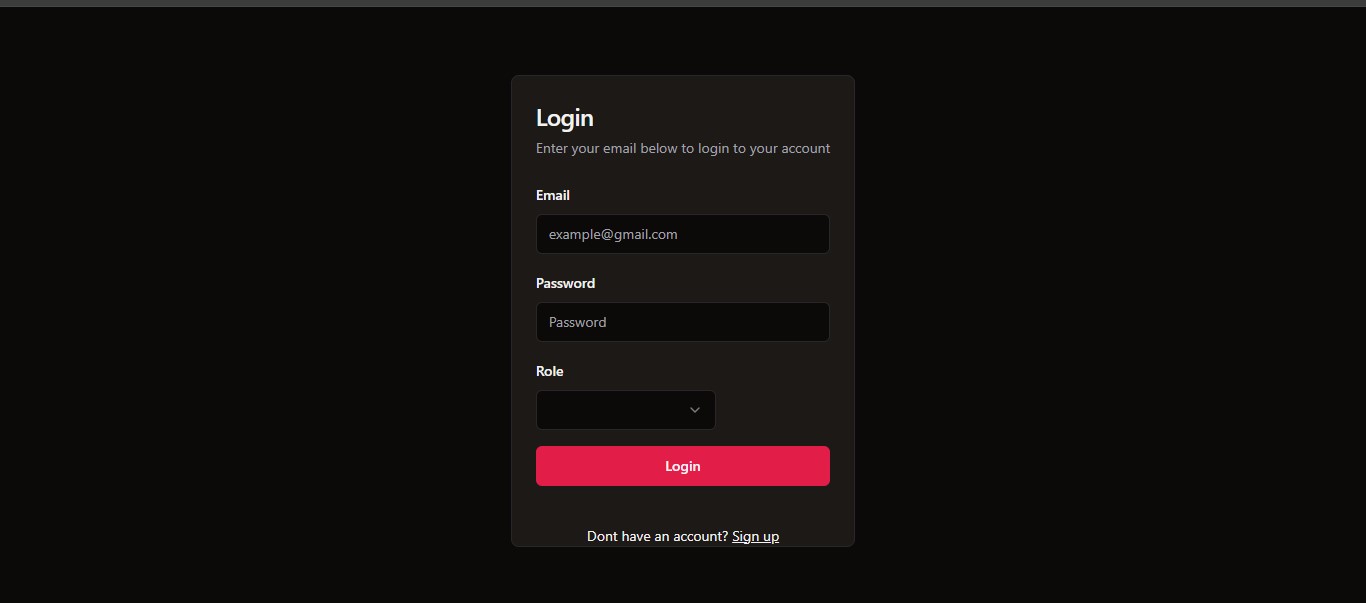 Login
Enter your email below to login to your account
Email
example@gmail.com
Password
Password
Role
Login
Dont have an account? Sign up